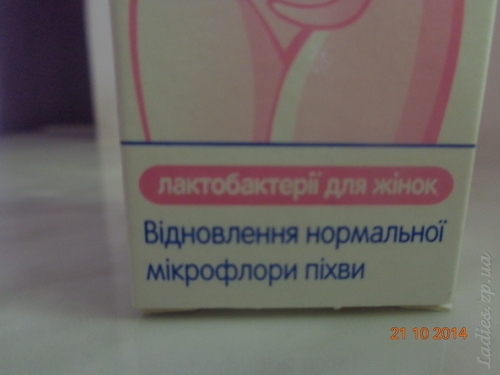 лактобактерії для жінок
Відновлення нормальної
мікрофлори піхви
21 10 2014
Ladies.zp.ua